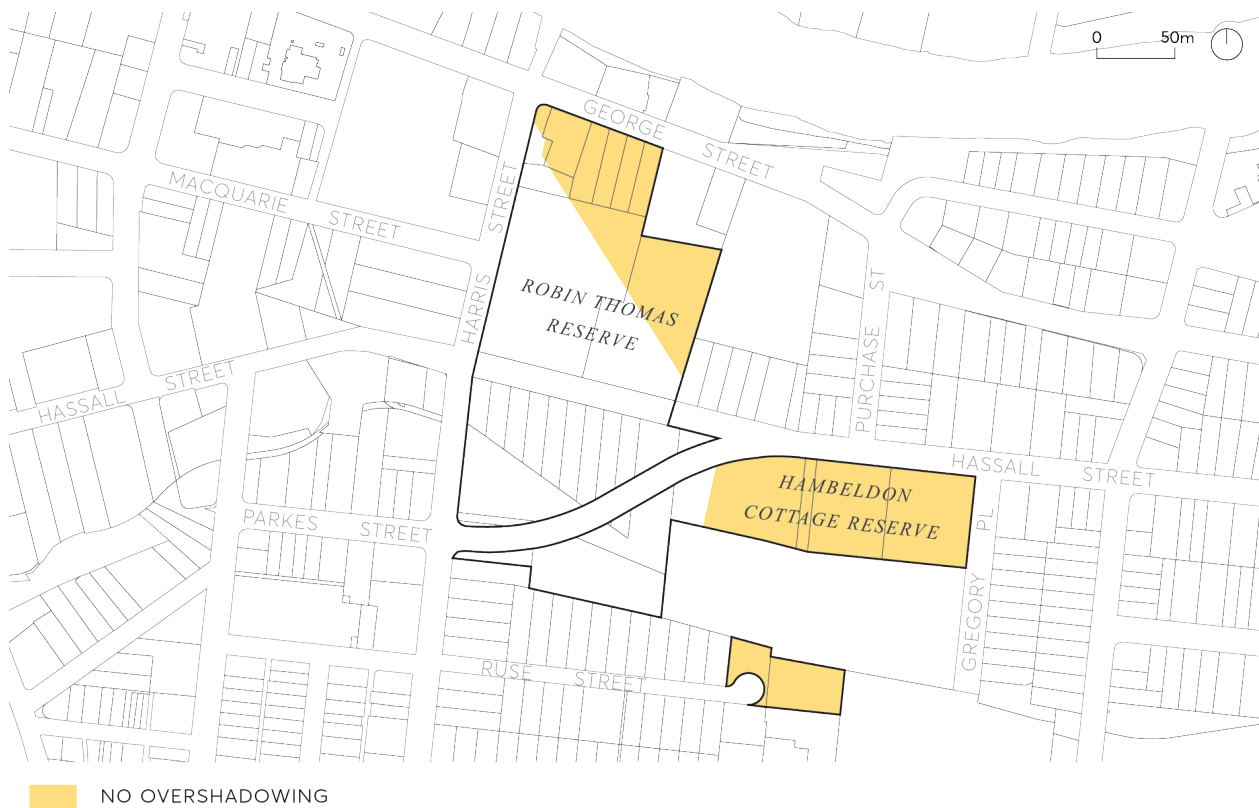 0 50m
GEORGE
STREET
MACQUARIE
STREET
HARRIS STREET
ROBIN THOMAS
RESERVE
PURCHASE ST
HASSALL
STREET
HASSALL
STREET
HAMBELDON
COTTAGE RESERVE
PARKES
STREET
GREGORY PL
RUSE
STREET
NO OVERSHADOWING